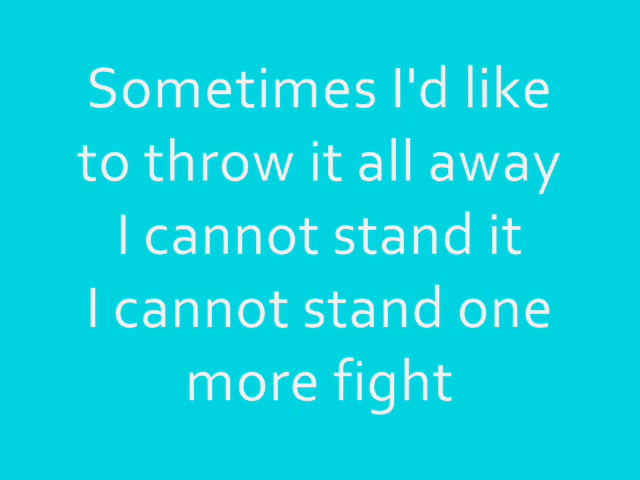 Sometimes I'd like
to throw it all away
I cannot stand it
I cannot stand one
more fight